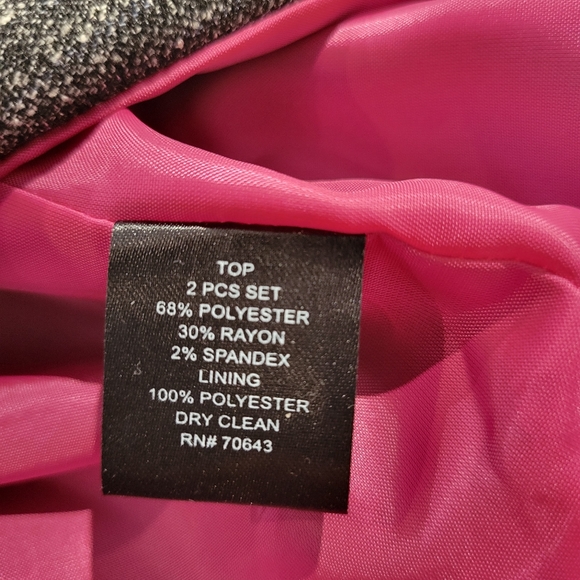 TOP
2 PCS SET
68% POLYESTER
30% RAYON
2% SPANDEX
LINING
100% POLYESTER
DRY CLEAN
RN# 70643